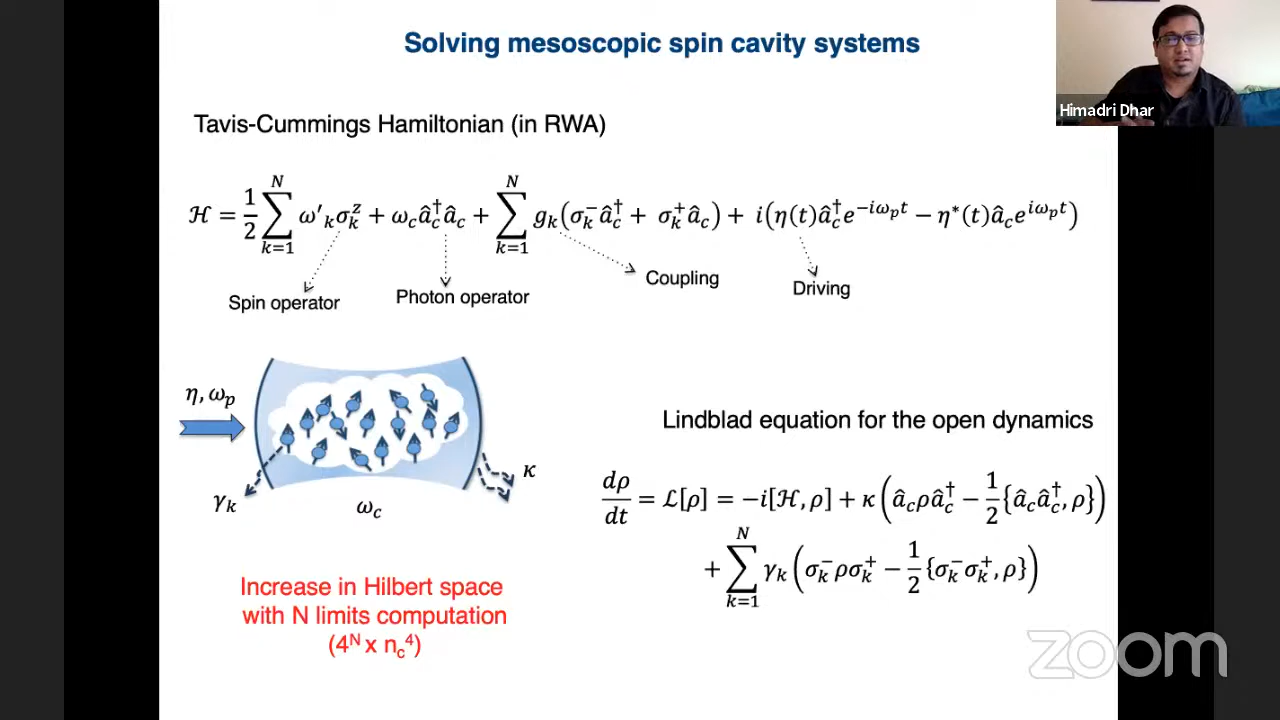 Solving mesoscopic spin cavity systems
Himadri Dhar
Tavis-Cummings Hamiltonian (in RWA)
ℋ = 1/2 ∑_{k=1}^{N} ω′_k σ_k^z + ω_c â_c^† â_c + ∑_{k=1}^{N} g_k(σ_k^- â_c^† + σ_k^+ â_c) + i(η(t)â_c^† e^{-iω_p t} − η*(t)â_c e^{iω_p t})
Spin operator
Photon operator
Coupling
Driving
η, ω_p
γ_k
ω_c
κ
Lindblad equation for the open dynamics
dρ/dt = ℒ[ρ] = −i[ℋ, ρ] + κ(â_c ρ â_c^† − 1/2 {â_c â_c^†, ρ})
+ ∑_{k=1}^{N} γ_k (σ_k^- ρ σ_k^+ − 1/2 {σ_k^- σ_k^+, ρ})
Increase in Hilbert space
with N limits computation
(4^N x n_c^4)
zoom